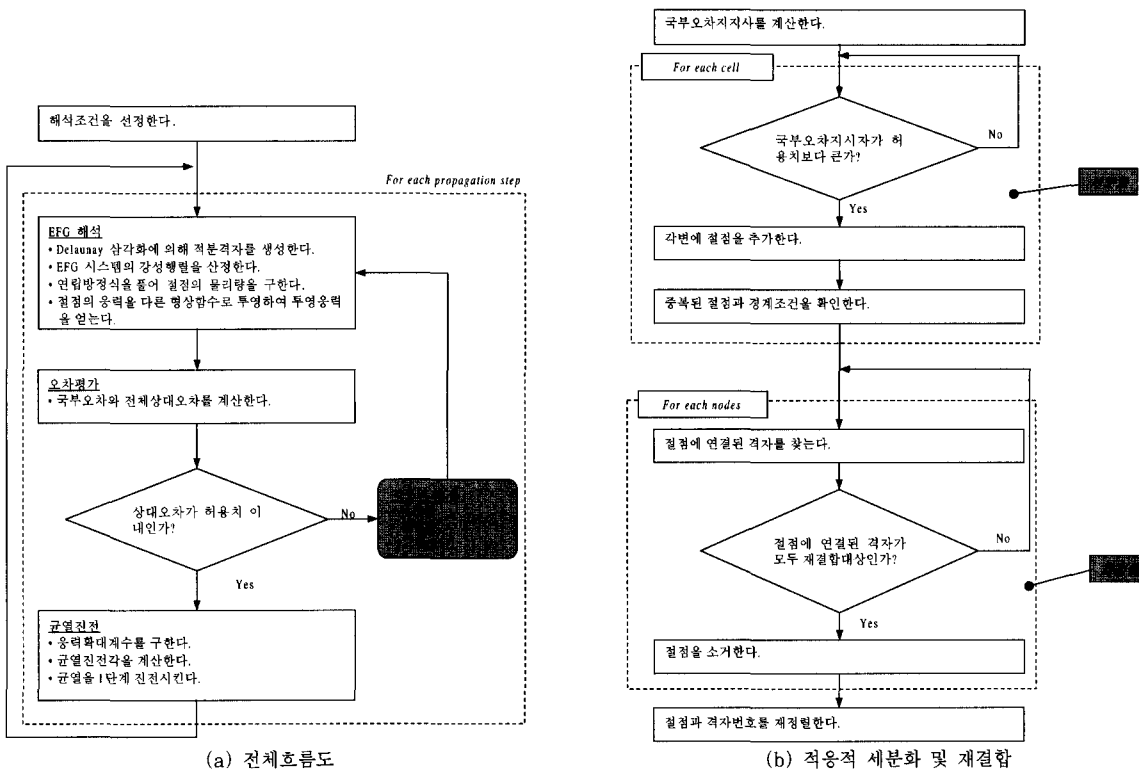 해석조건을 선정한다.
For each propagation step
EFG 해석
• Delaunay 삼각화에 의해 적분격자를 생성한다.
• EFG 시스템의 강성행렬을 산정한다.
• 연립방정식을 풀어 절점의 물리량을 구한다.
• 절점의 응력을 다른 형상함수로 투영하여 투영응력
을 얻는다.
오차평가
• 국부오차와 전체상대오차를 계산한다.
상대오차가 허용치 이
내인가?
No
Yes
균열진전
• 응력확대계수를 구한다.
• 균열진전각을 계산한다.
• 균열을 1단계 진전시킨다.
(a) 전체흐름도
국부오차지지사를 계산한다.
For each cell
국부오차지시자가 허
용치보다 큰가?
No
Yes
각변에 절점을 추가한다.
중복된 절점과 경계조건을 확인한다.
For each nodes
절점에 연결된 격자를 찾는다.
절점에 연결된 격자가
모두 재결합대상인가?
No
Yes
절점을 소거한다.
절점과 격자번호를 재정렬한다.
(b) 적응적 세분화 및 재결합